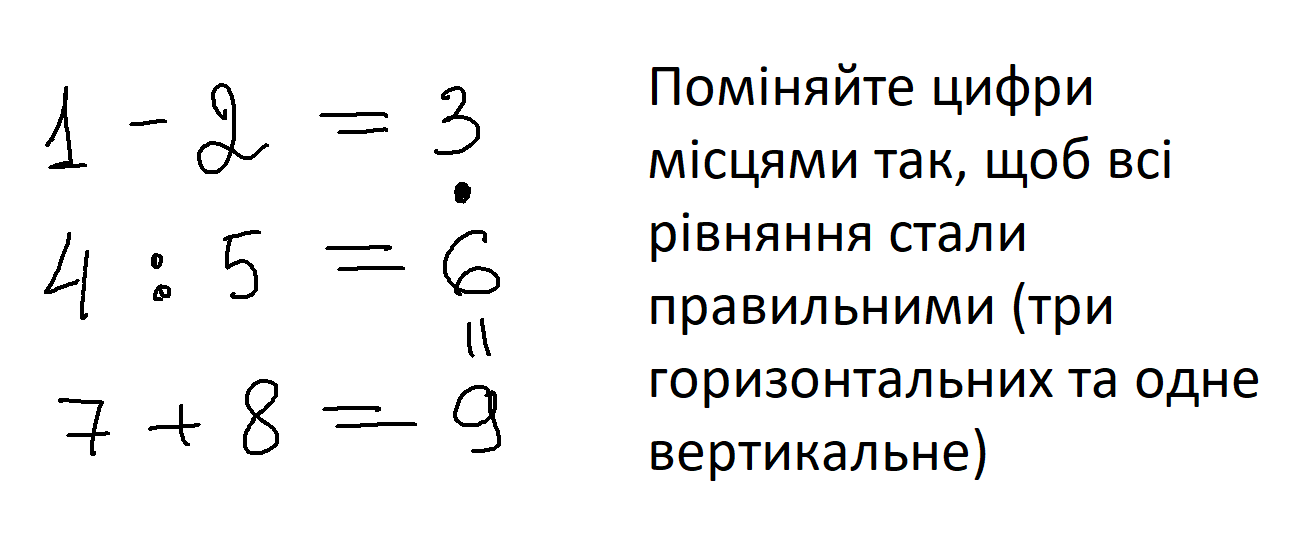 1 - 2 = 3
•
4 : 5 = 6
=
7 + 8 = 9
Поміняйте цифри
місцями так, щоб всі
рівняння стали
правильними (три
горизонтальних та одне
вертикальне)